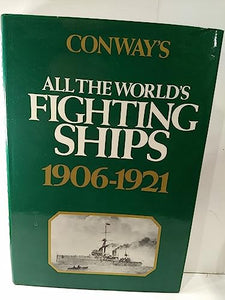 CONWAY'S
ALL THE WORLD'S
FIGHTING
SHIPS
1906-1921